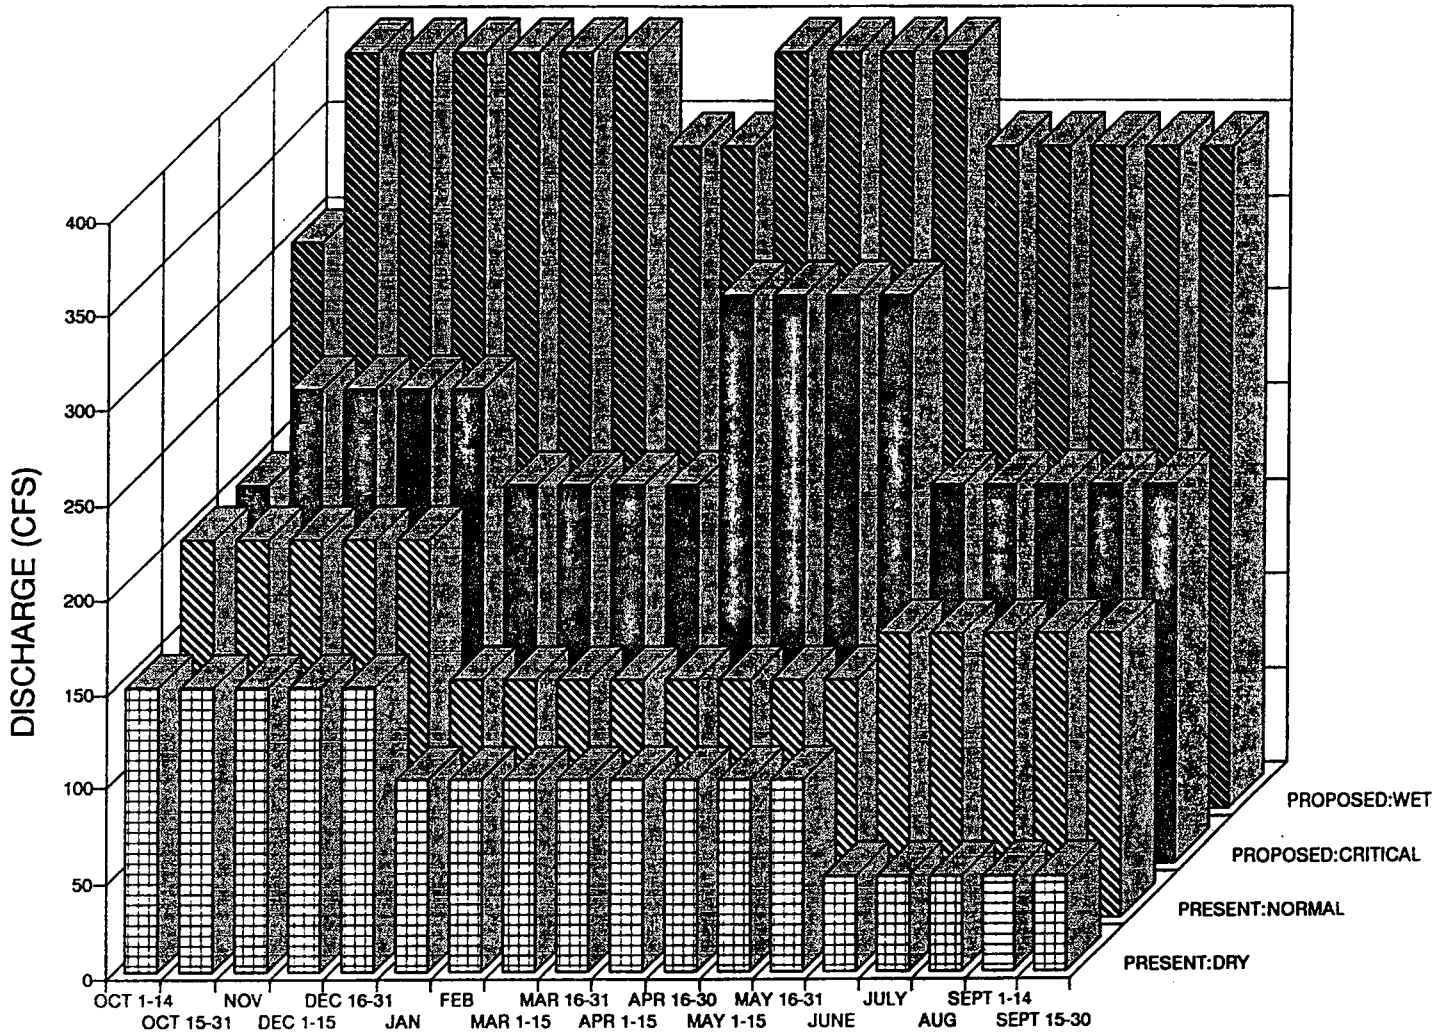 DISCHARGE (CFS)
400
350
300
250
200
150
100
50
0
OCT 1-14
OCT 15-31
NOV
DEC 1-15
DEC 16-31
JAN
FEB
MAR 1-15
MAR 16-31
APR 1-15
APR 16-30
MAY 1-15
MAY 16-31
JUNE
JULY
AUG
SEPT 1-14
SEPT 15-30
PROPOSED:WET
PROPOSED:CRITICAL
PRESENT:NORMAL
PRESENT:DRY